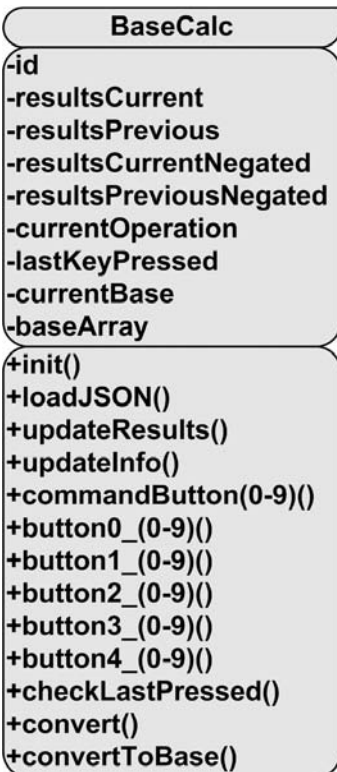 BaseCalc
-id
-resultsCurrent
-resultsPrevious
-resultsCurrentNegated
-resultsPreviousNegated
-currentOperation
-lastKeyPressed
-currentBase
-baseArray
+init()
+loadJSON()
+updateResults()
+updateInfo()
+commandButton(0-9)()
+button0_(0-9)()
+button1_(0-9)()
+button2_(0-9)()
+button3_(0-9)()
+button4_(0-9)()
+checkLastPressed()
+convert()
+convertToBase()